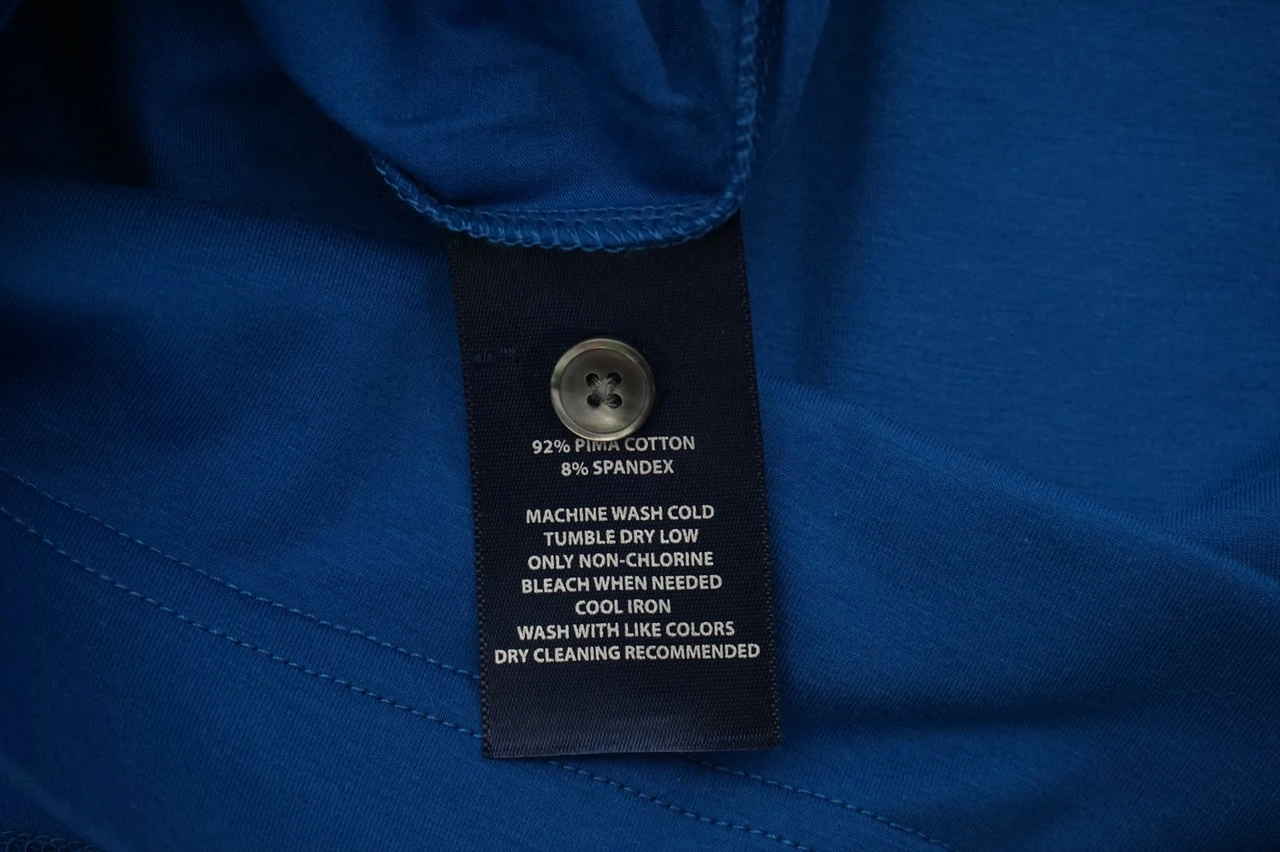 92% PIMA COTTON
8% SPANDEX
MACHINE WASH COLD
TUMBLE DRY LOW
ONLY NON-CHLORINE
BLEACH WHEN NEEDED
COOL IRON
WASH WITH LIKE COLORS
DRY CLEANING RECOMMENDED